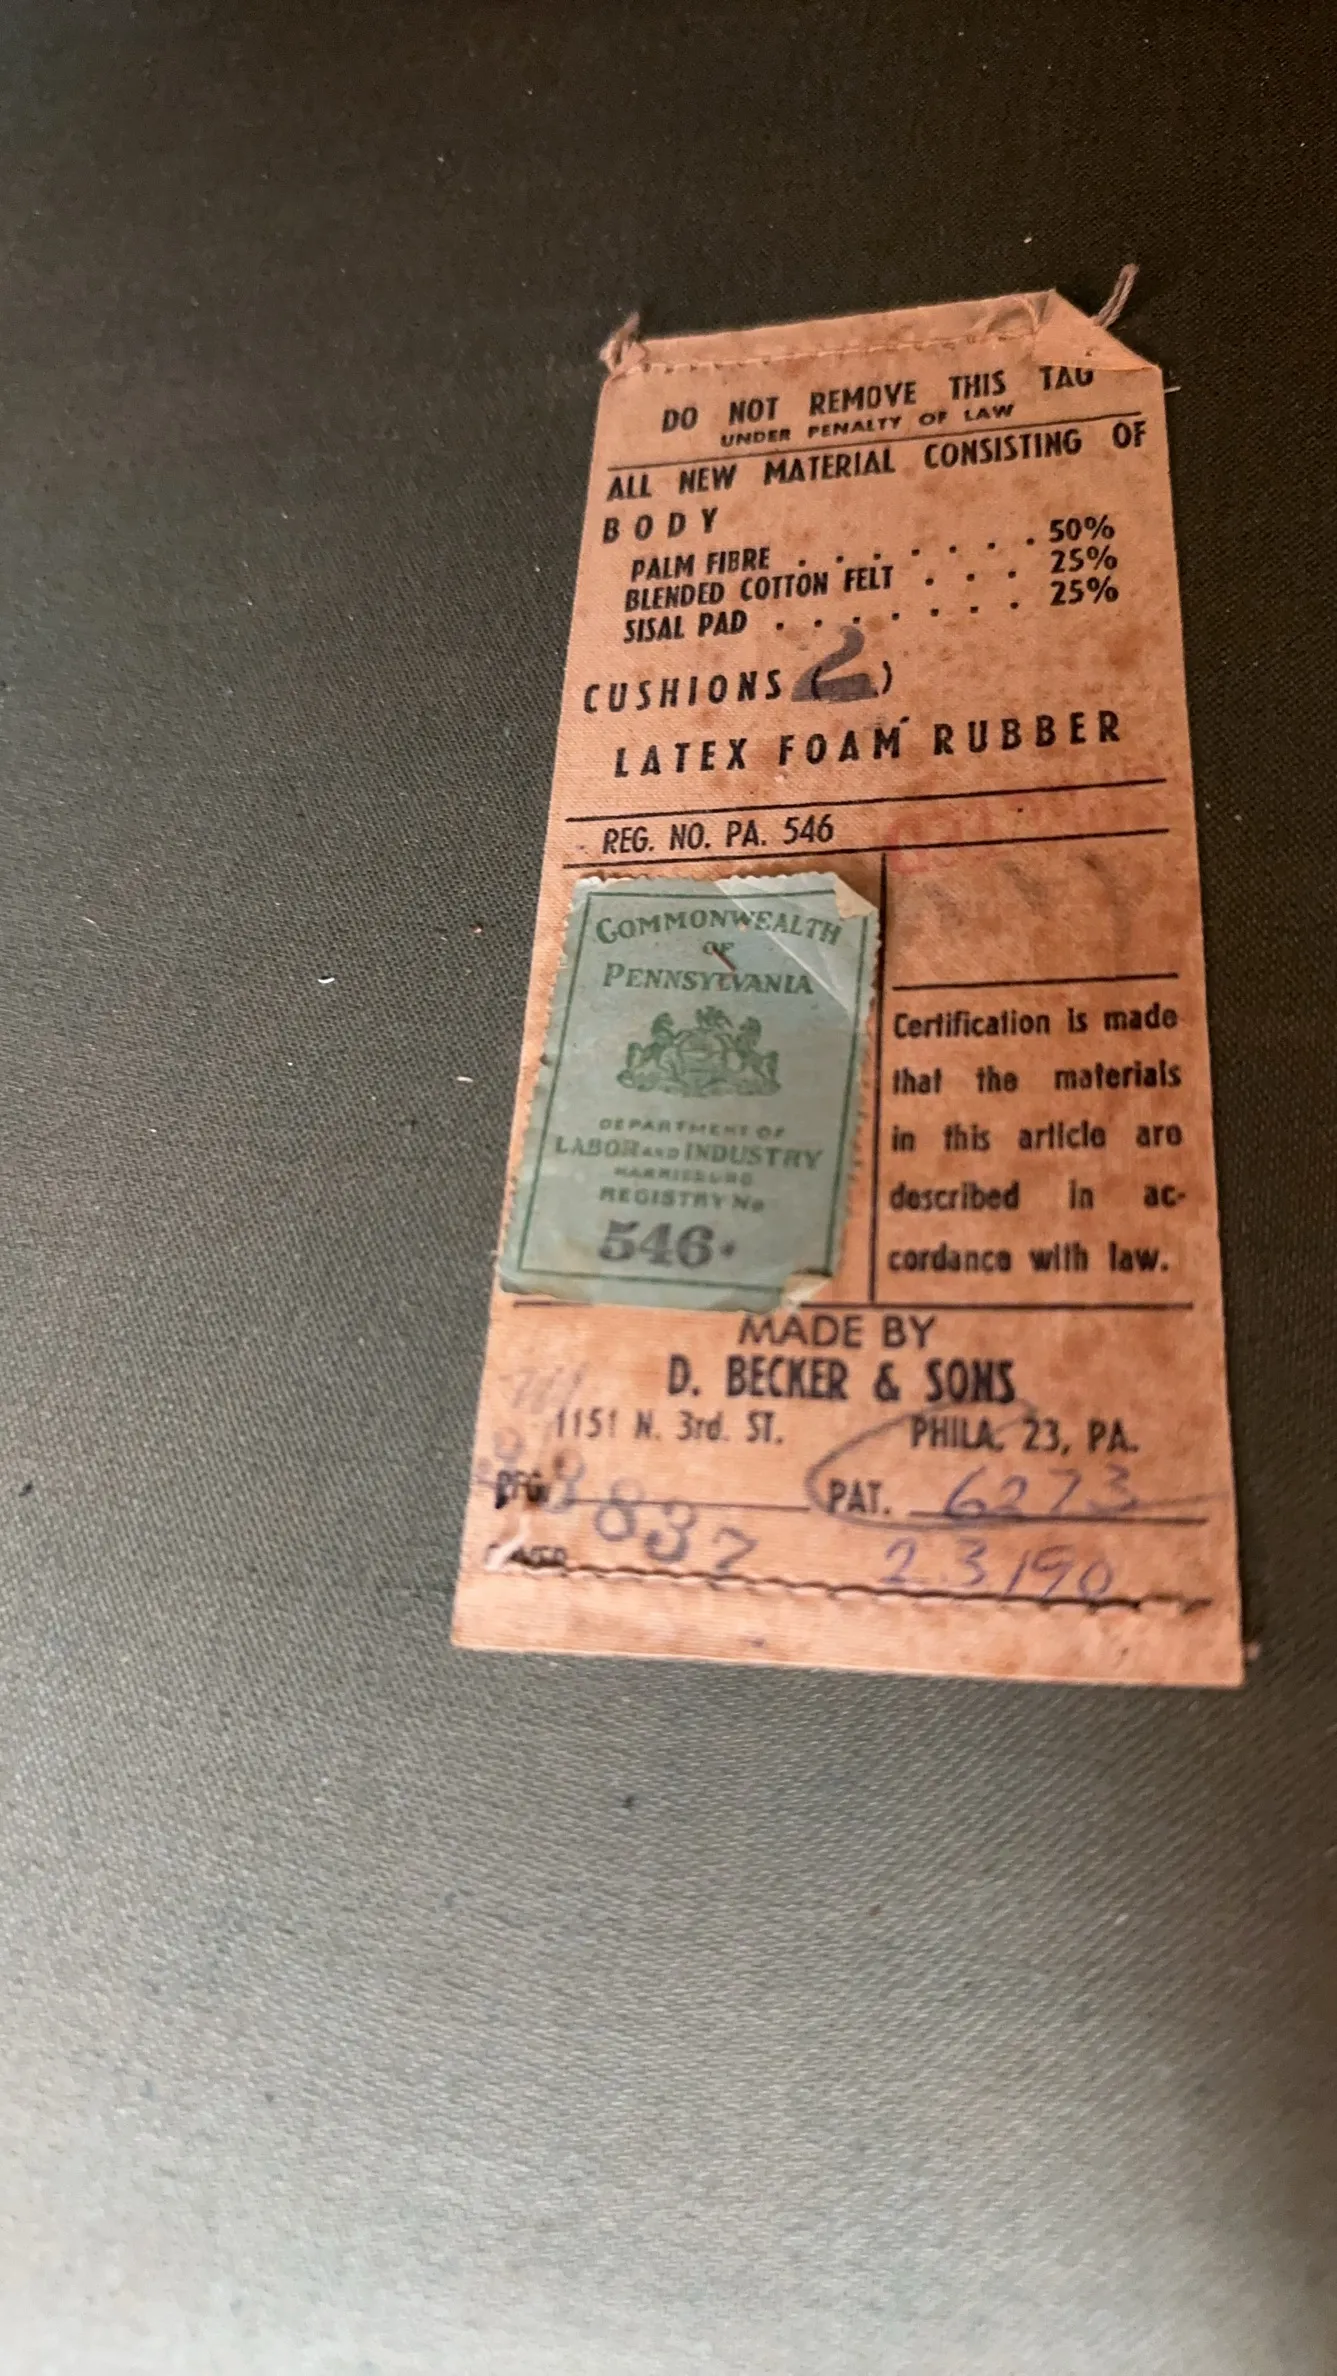 DO NOT REMOVE THIS TAG
UNDER PENALTY OF LAW
ALL NEW MATERIAL CONSISTING OF
BODY
PALM FIBRE . . . . . . . 50%
BLENDED COTTON FELT . . . 25%
SISAL PAD . . . . . . . 25%
CUSHIONS (2)
LATEX FOAM RUBBER
REG. NO. PA. 546
COMMONWEALTH
OF
PENNSYLVANIA
DEPARTMENT OF
LABOR AND INDUSTRY
HARRISBURG
REGISTRY No
546.
Certification is made
that the materials
in this article are
described in ac-
cordance with law.
MADE BY
D. BECKER & SONS
1151 N. 3rd. ST. PHILA. 23, PA.
PAT. 6273
8837